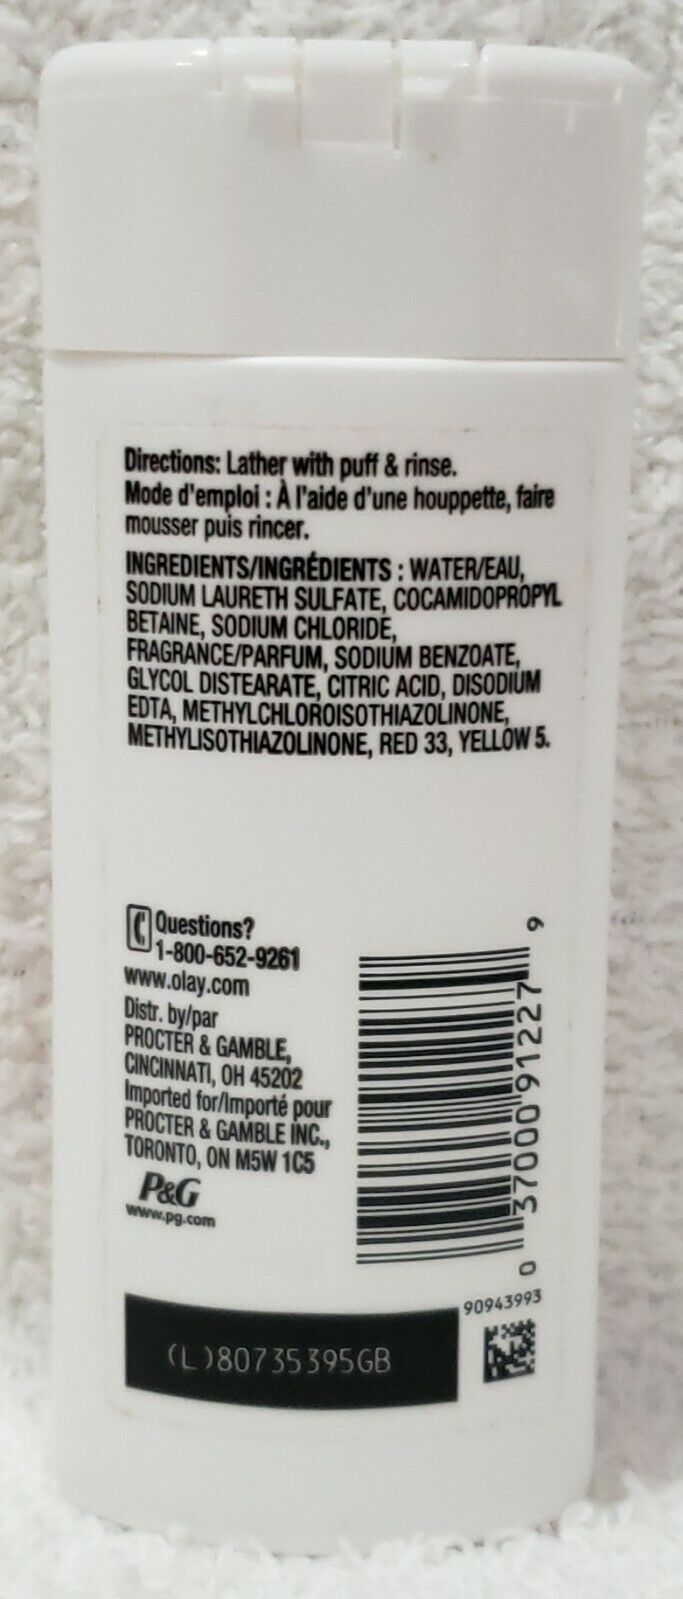 Directions: Lather with puff & rinse.
Mode d'emploi : À l'aide d'une houppette, faire
mousser puis rincer.
INGREDIENTS/INGRÉDIENTS : WATER/EAU,
SODIUM LAURETH SULFATE, COCAMIDOPROPYL
BETAINE, SODIUM CHLORIDE,
FRAGRANCE/PARFUM, SODIUM BENZOATE,
GLYCOL DISTEARATE, CITRIC ACID, DISODIUM
EDTA, METHYLCHLOROISOTHIAZOLINONE,
METHYLISOTHIAZOLINONE, RED 33, YELLOW 5.
Questions?
1-800-652-9261
www.olay.com
Distr. by/par
PROCTER & GAMBLE,
CINCINNATI, OH 45202
Imported for/Importé pour
PROCTER & GAMBLE INC.,
TORONTO, ON M5W 1C5
P&G
www.pg.com
0 37000 91227 9
90943993
(L)80735395GB